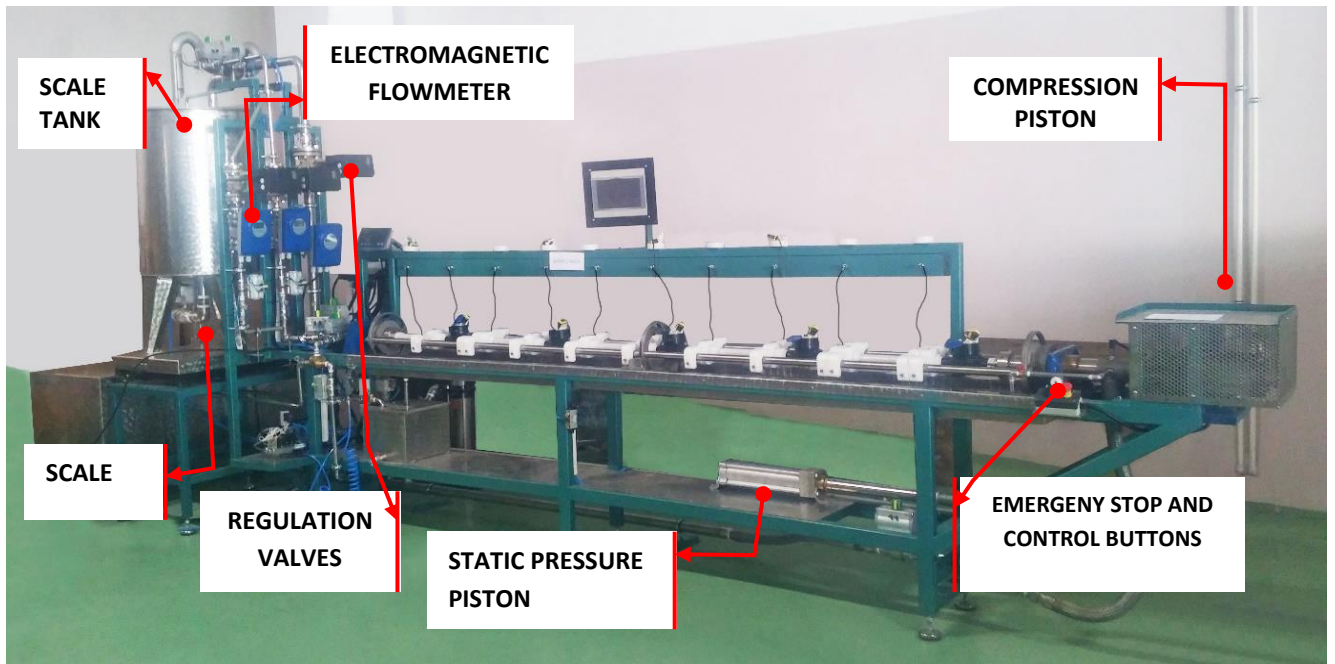 SCALE
TANK
ELECTROMAGNETIC
FLOWMETER
COMPRESSION
PISTON
SCALE
REGULATION
VALVES
STATIC PRESSURE
PISTON
EMERGENY STOP AND
CONTROL BUTTONS